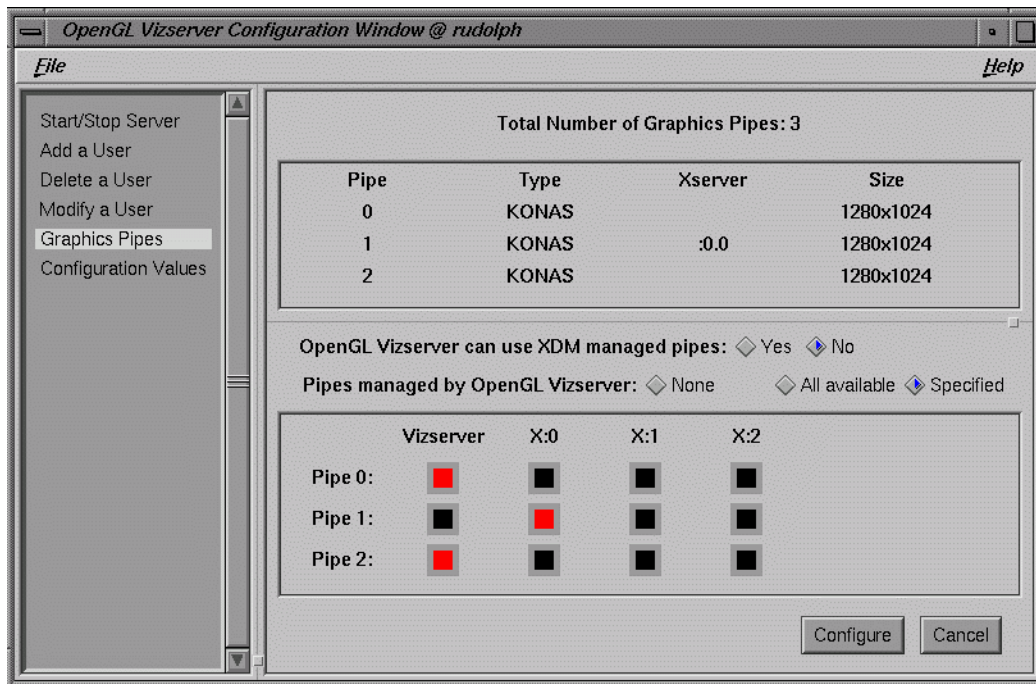 OpenGL Vizserver Configuration Window @ rudolph
File Help
Start/Stop Server
Add a User
Delete a User
Modify a User
Graphics Pipes
Configuration Values
Total Number of Graphics Pipes: 3
Pipe Type Xserver Size
0 KONAS 1280x1024
1 KONAS :0.0 1280x1024
2 KONAS 1280x1024
OpenGL Vizserver can use XDM managed pipes: Yes No
Pipes managed by OpenGL Vizserver: None All available Specified
Vizserver X:0 X:1 X:2
Pipe 0:
Pipe 1:
Pipe 2:
Configure Cancel